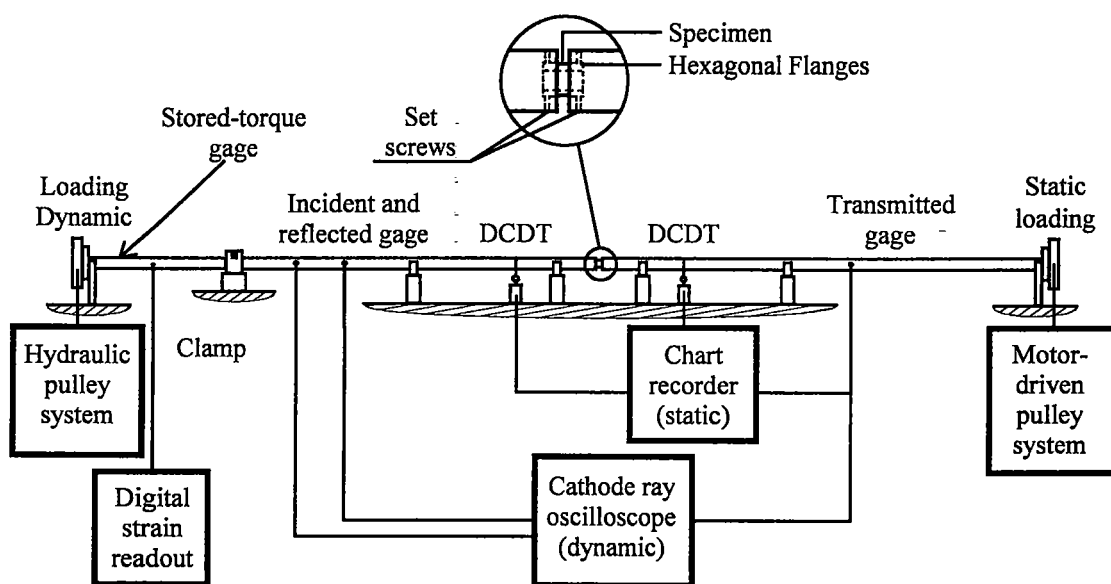 Specimen
Hexagonal Flanges
Set
screws
Stored-torque
gage
Loading
Dynamic
Incident and
reflected gage
DCDT
DCDT
Transmitted
gage
Static
loading
Clamp
Hydraulic
pulley
system
Digital
strain
readout
Chart
recorder
(static)
Cathode ray
oscilloscope
(dynamic)
Motor-
driven
pulley
system